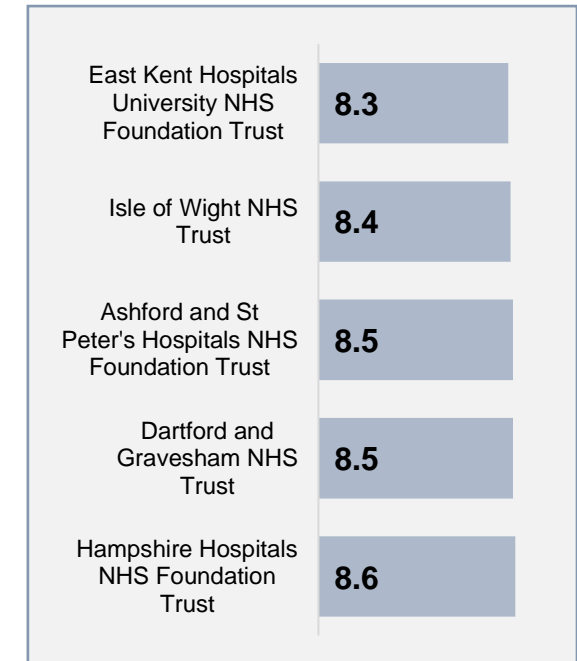 East Kent Hospitals
University NHS
Foundation Trust
8.3
Isle of Wight NHS
Trust
8.4
Ashford and St
Peter's Hospitals NHS
Foundation Trust
8.5
Dartford and
Gravesham NHS
Trust
8.5
Hampshire Hospitals
NHS Foundation
Trust
8.6